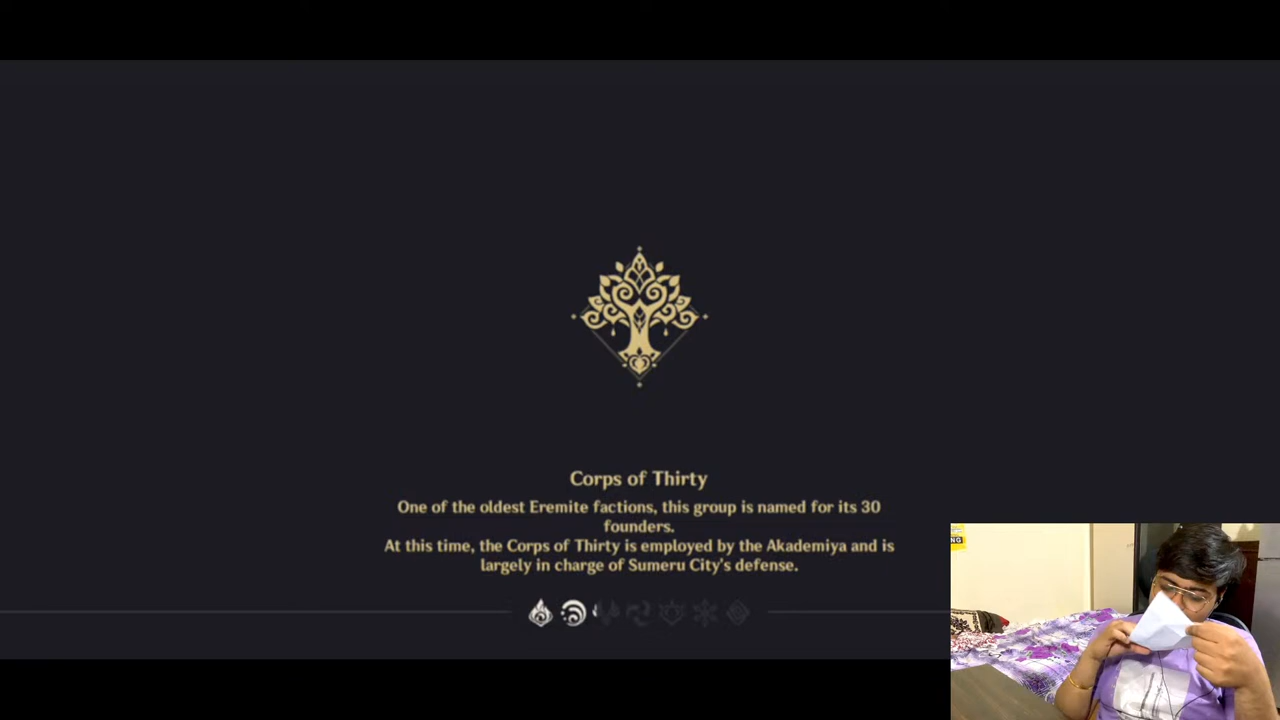 Corps of Thirty
One of the oldest Eremite factions, this group is named for its 30
founders.
At this time, the Corps of Thirty is employed by the Akademiya and is
largely in charge of Sumeru City's defense.
NG